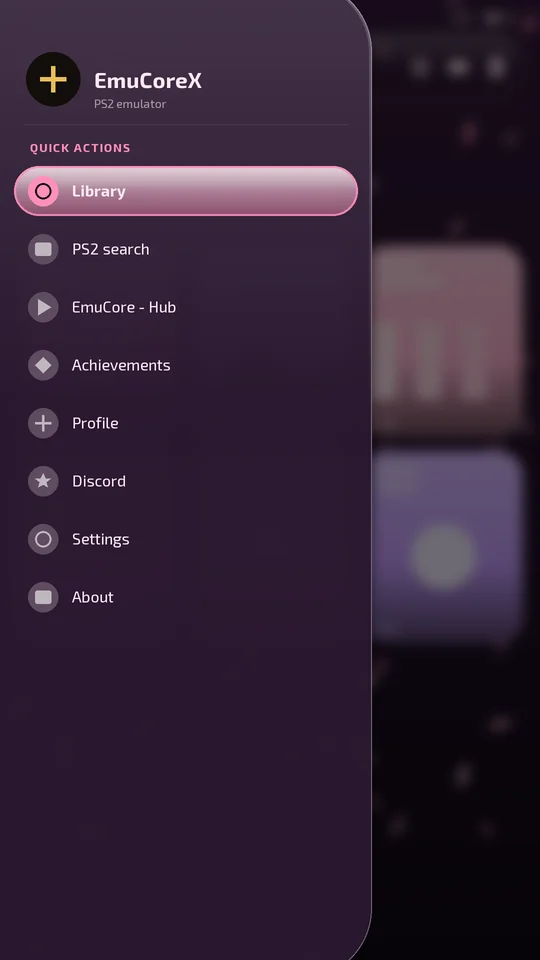 EmuCoreX
PS2 emulator
QUICK ACTIONS
Library
PS2 search
EmuCore - Hub
Achievements
Profile
Discord
Settings
About